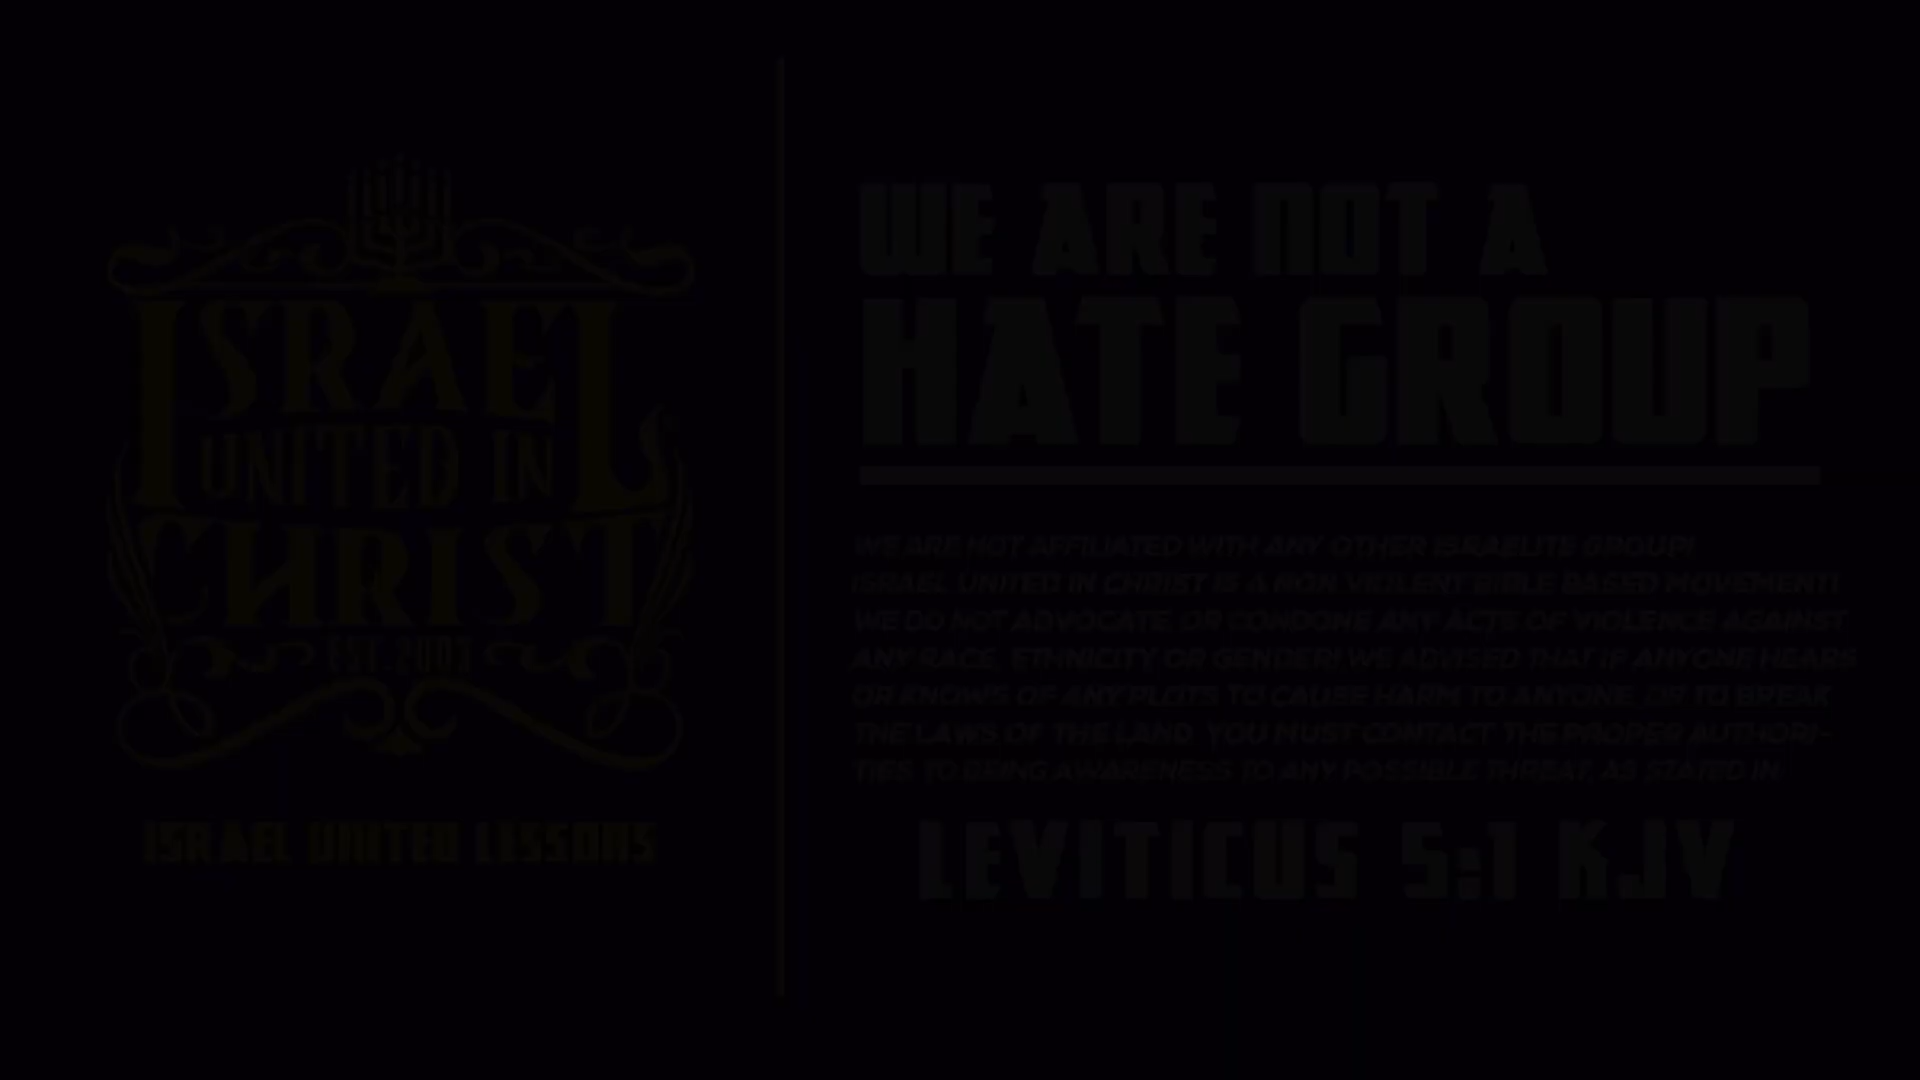 ISRAEL
UNITED IN
CHRIST
EST. 2003
ISRAEL UNITED LESSONS
WE ARE NOT A
HATE GROUP
WE ARE NOT AFFILIATED WITH ANY OTHER ISRAELITE GROUP!
ISRAEL UNITED IN CHRIST IS A NON VIOLENT BIBLE BASED MOVEMENT!
WE DO NOT ADVOCATE OR CONDONE ANY ACTS OF VIOLENCE AGAINST
ANY RACE, ETHNICITY OR GENDER! WE ADVISED THAT IF ANYONE HEARS
OR KNOWS OF ANY PLOTS TO CAUSE HARM TO ANYONE, OR TO BREAK
THE LAWS OF THE LAND, YOU MUST CONTACT THE PROPER AUTHORI-
TIES TO BRING AWARENESS TO ANY POSSIBLE THREAT, AS STATED IN
LEVITICUS 5:1 KJV